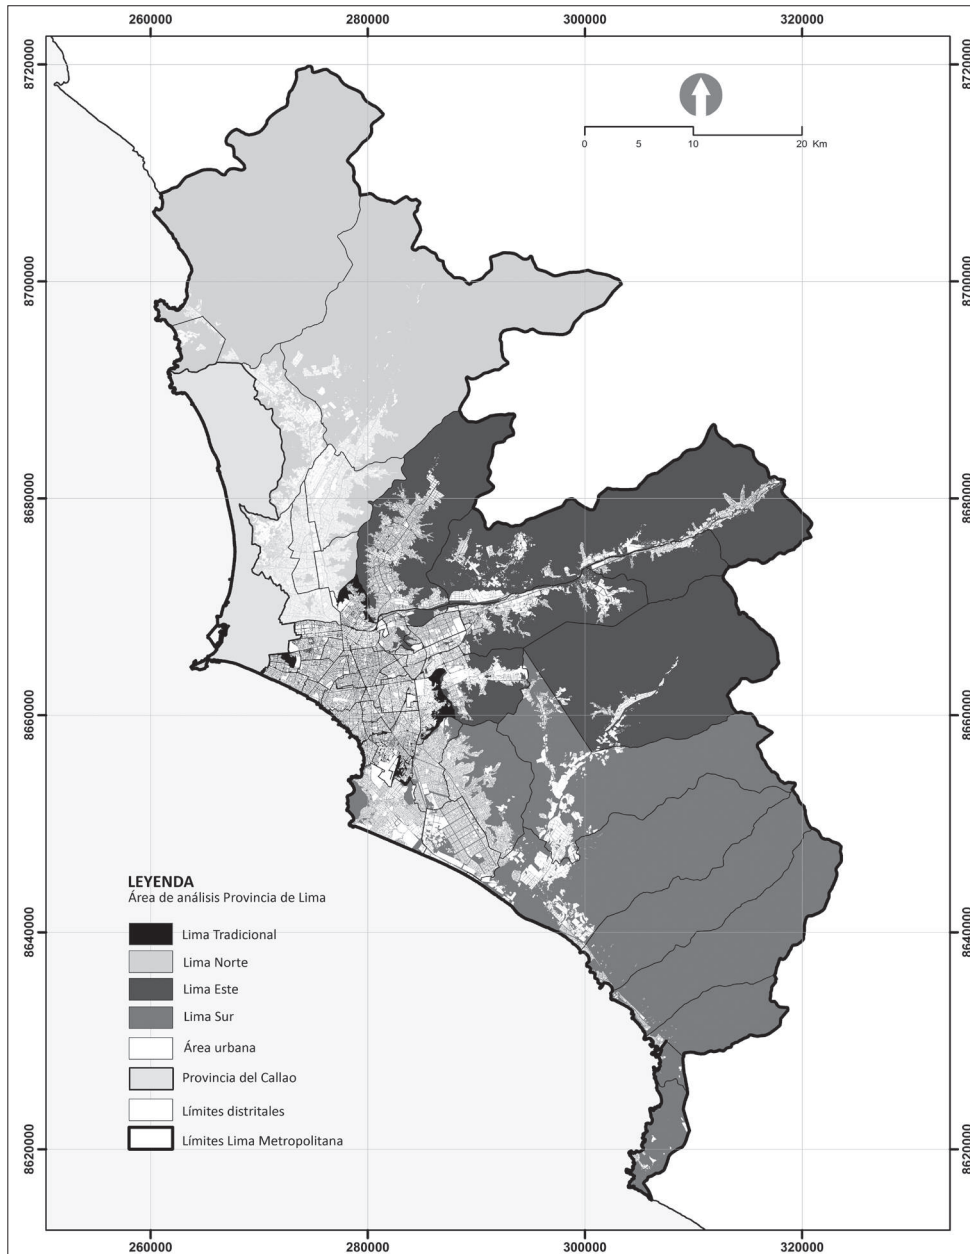 260000 280000 300000 320000
8720000 8720000
0 5 10 20 Km
8700000 8700000
8680000 8680000
8660000 8660000
LEYENDA
Área de análisis Provincia de Lima
Lima Tradicional
8640000 8640000
Lima Norte
Lima Este
Lima Sur
Área urbana
Provincia del Callao
Límites distritales
Límites Lima Metropolitana
8620000 8620000
260000 280000 300000 320000